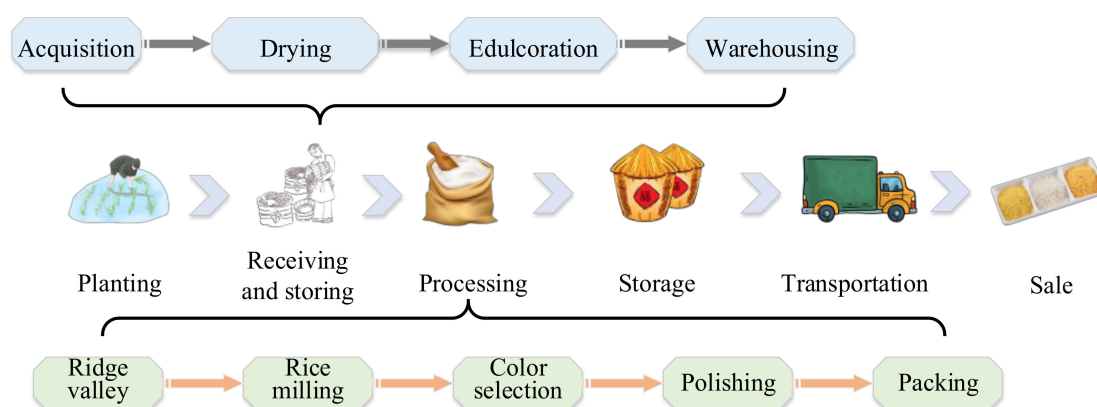 Acquisition
Drying
Edulcoration
Warehousing
Planting
Receiving
and storing
Processing
Storage
Transportation
Sale
Ridge
valley
Rice
milling
Color
selection
Polishing
Packing